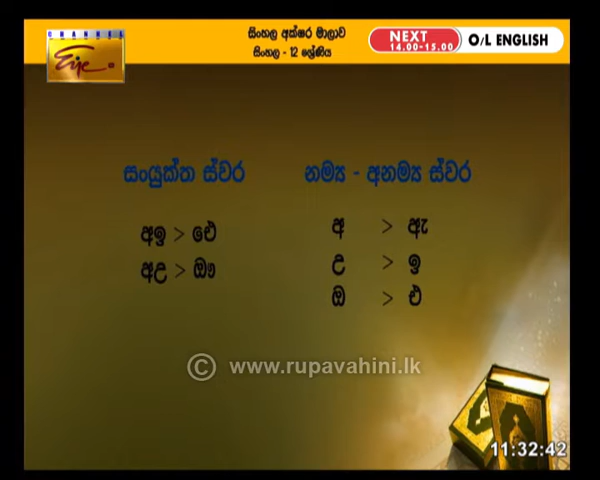 CHANNEL
Eye
සිංහල අක්ෂර මාලාව
සිංහල - 12 ශ්‍රේණිය
NEXT
14.00-15.00
O/L ENGLISH
සංයුක්ත ස්වර
නම්‍ය - අනම්‍ය ස්වර
අඉ > ඓ
අ > ඇ
අඋ > ඖ
උ > ඉ
ඔ > එ
© www.rupavahini.lk
11:32:42